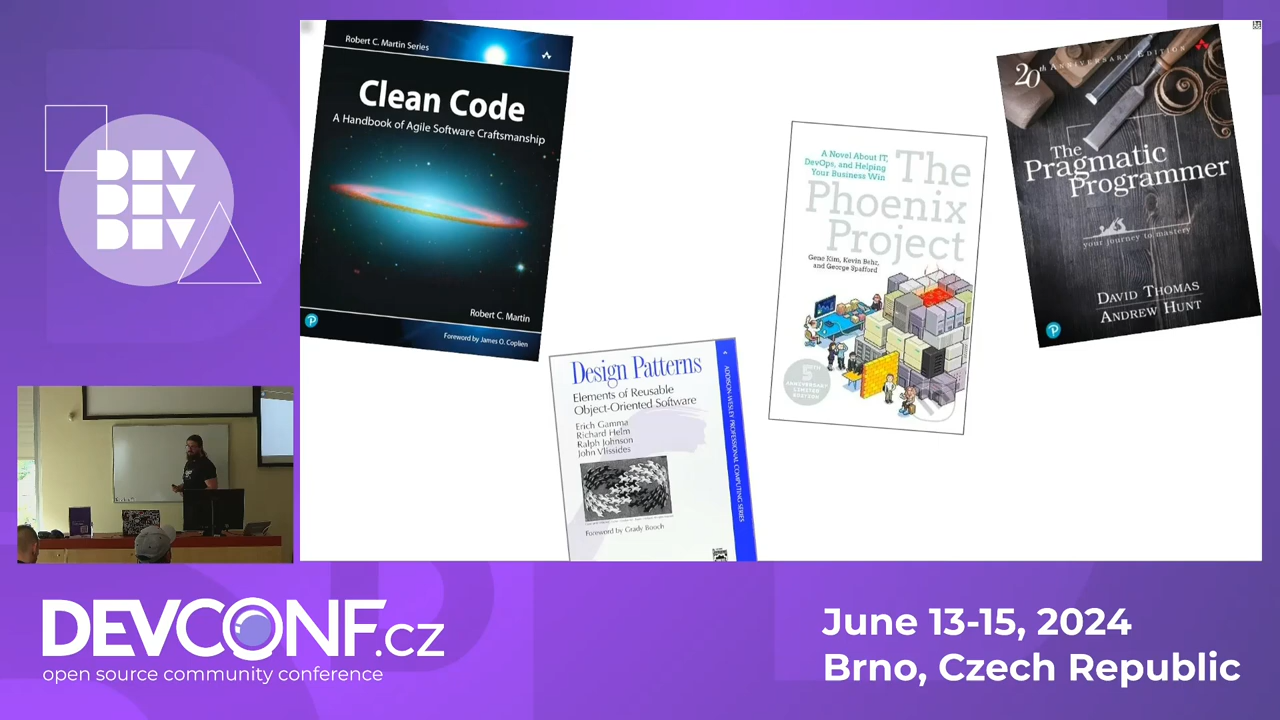 DEV
DEV
DEV
Robert C. Martin Series
Clean Code
A Handbook of Agile Software Craftsmanship
Robert C. Martin
Foreword by James O. Coplien
Design Patterns
Elements of Reusable
Object-Oriented Software
Erich Gamma
Richard Helm
Ralph Johnson
John Vlissides
Foreword by Grady Booch
ADDISON-WESLEY PROFESSIONAL COMPUTING SERIES
A Novel About IT,
DevOps, and Helping
Your Business Win
The
Phoenix
Project
Gene Kim, Kevin Behr,
and George Spafford
5
ANNIVERSARY
LIMITED
EDITION
20th ANNIVERSARY EDITION
The
Pragmatic
Programmer
your journey to mastery
DAVID THOMAS
ANDREW HUNT
DEVCONF.cz
open source community conference
June 13-15, 2024
Brno, Czech Republic